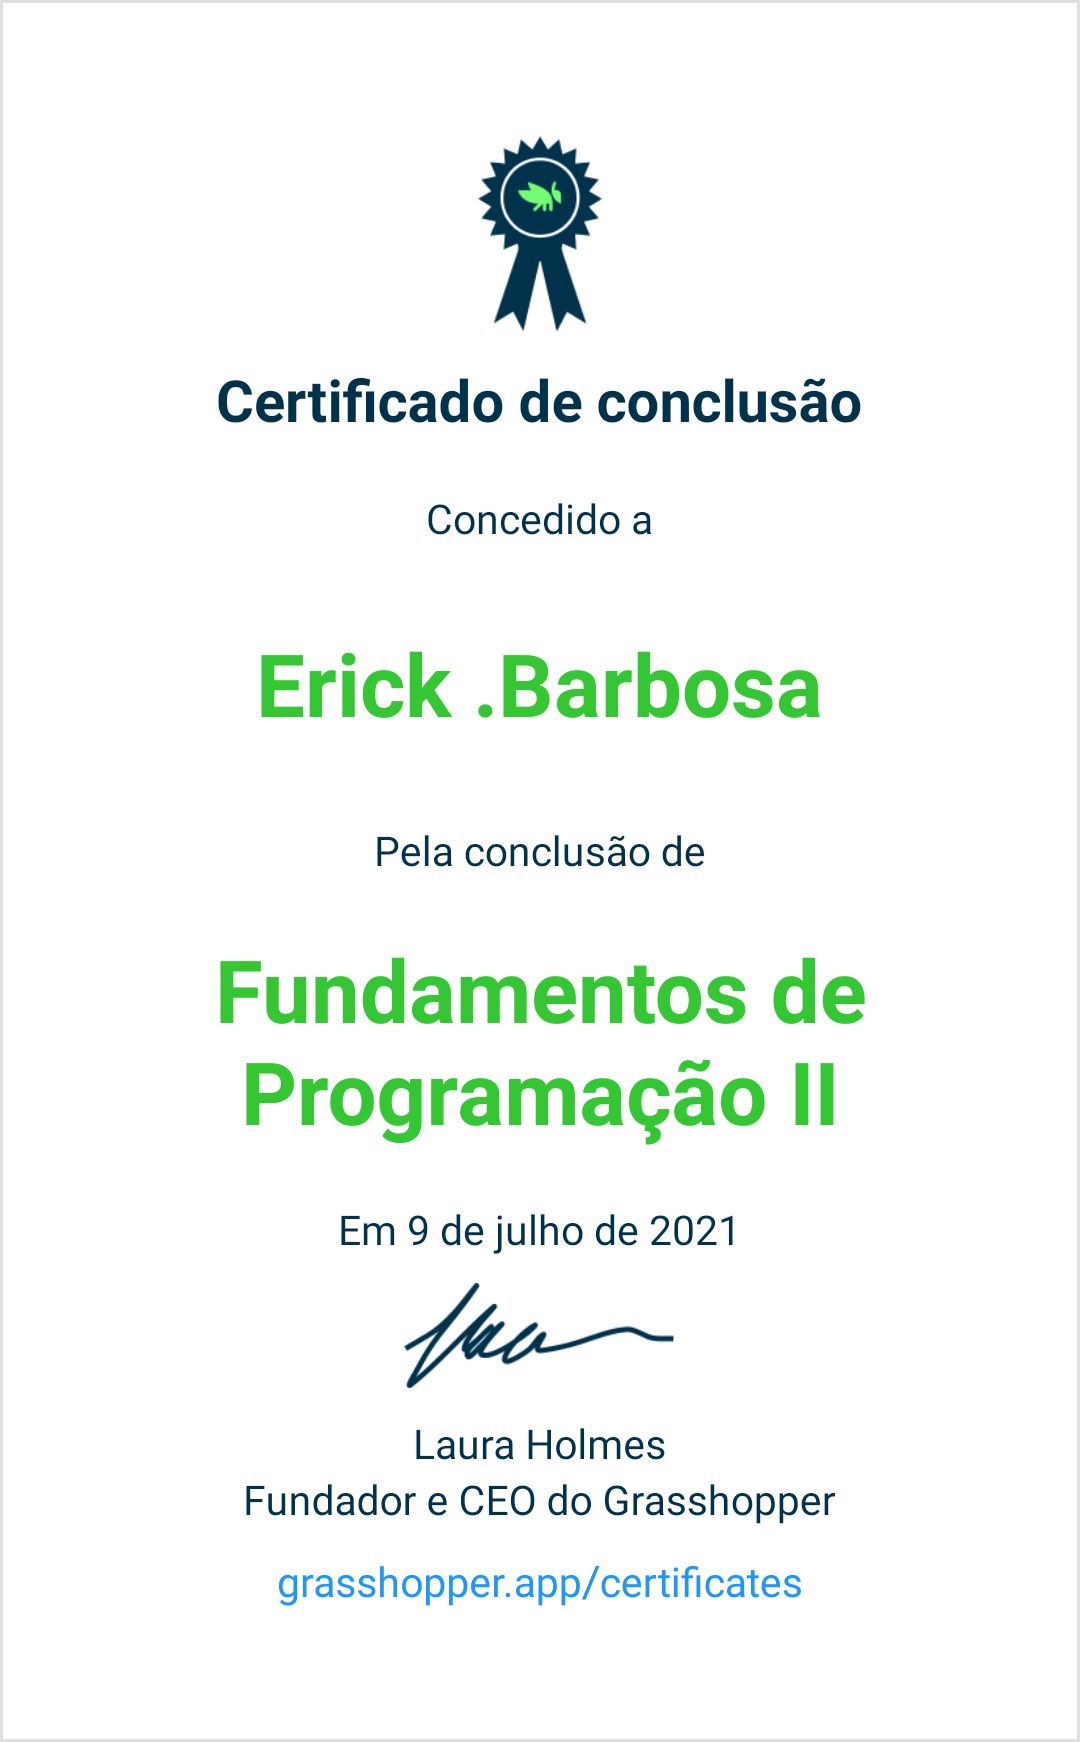 Certificado de conclusão
Concedido a
Erick .Barbosa
Pela conclusão de
Fundamentos de
Programação II
Em 9 de julho de 2021
Laura Holmes
Fundador e CEO do Grasshopper
grasshopper.app/certificates